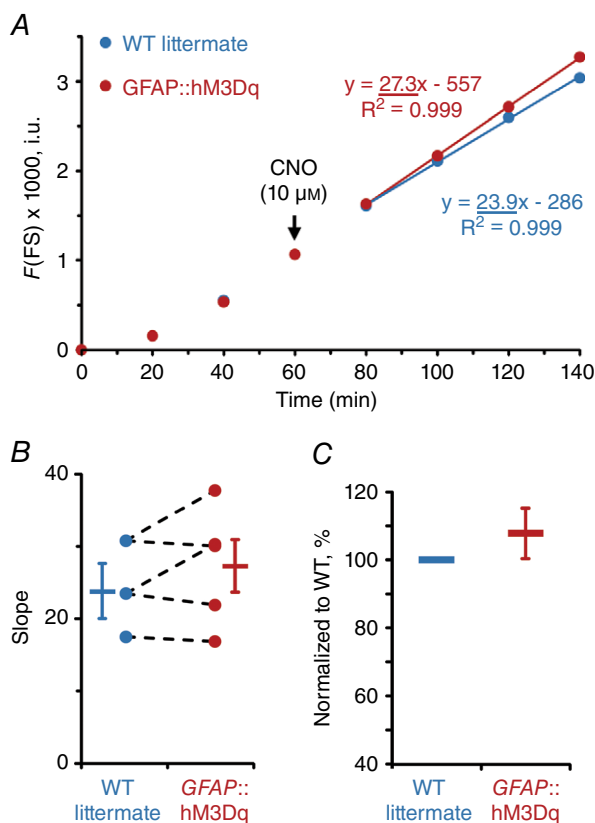 A
WT littermate
GFAP::hM3Dq
F(FS) x 1000, i.u.
3
2
1
0
CNO
(10 µM)
y = 27.3x - 557
R² = 0.999
y = 23.9x - 286
R² = 0.999
0 20 40 60 80 100 120 140
Time (min)
B
Slope
40
20
0
WT
littermate
GFAP::
hM3Dq
C
Normalized to WT, %
120
100
80
60
40
WT
littermate
GFAP::
hM3Dq